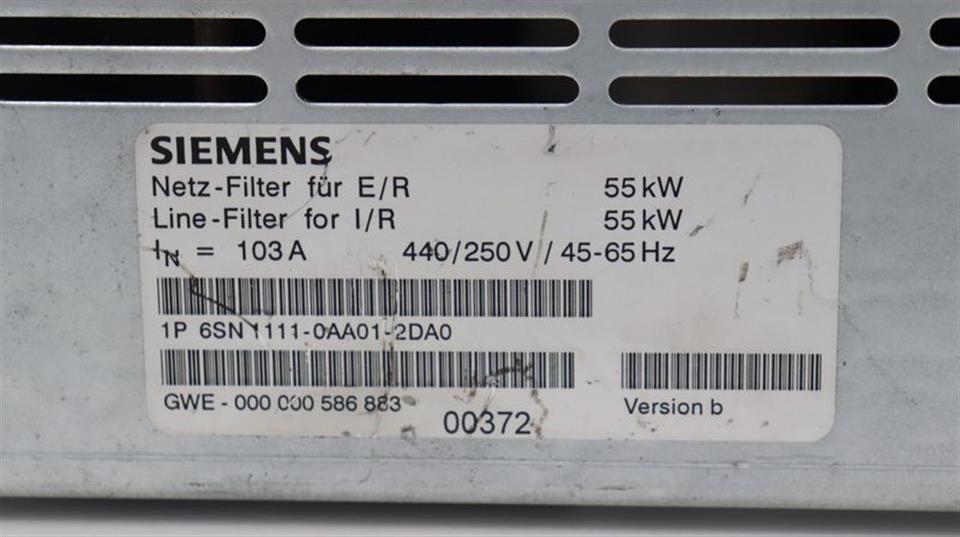 SIEMENS
Netz-Filter für E/R 55 kW
Line-Filter for I/R 55 kW
IN = 103 A 440/250 V / 45-65 Hz
1P 6SN 1111-0AA01-2DA0
GWE - 000 000 586 883
00372
Version b